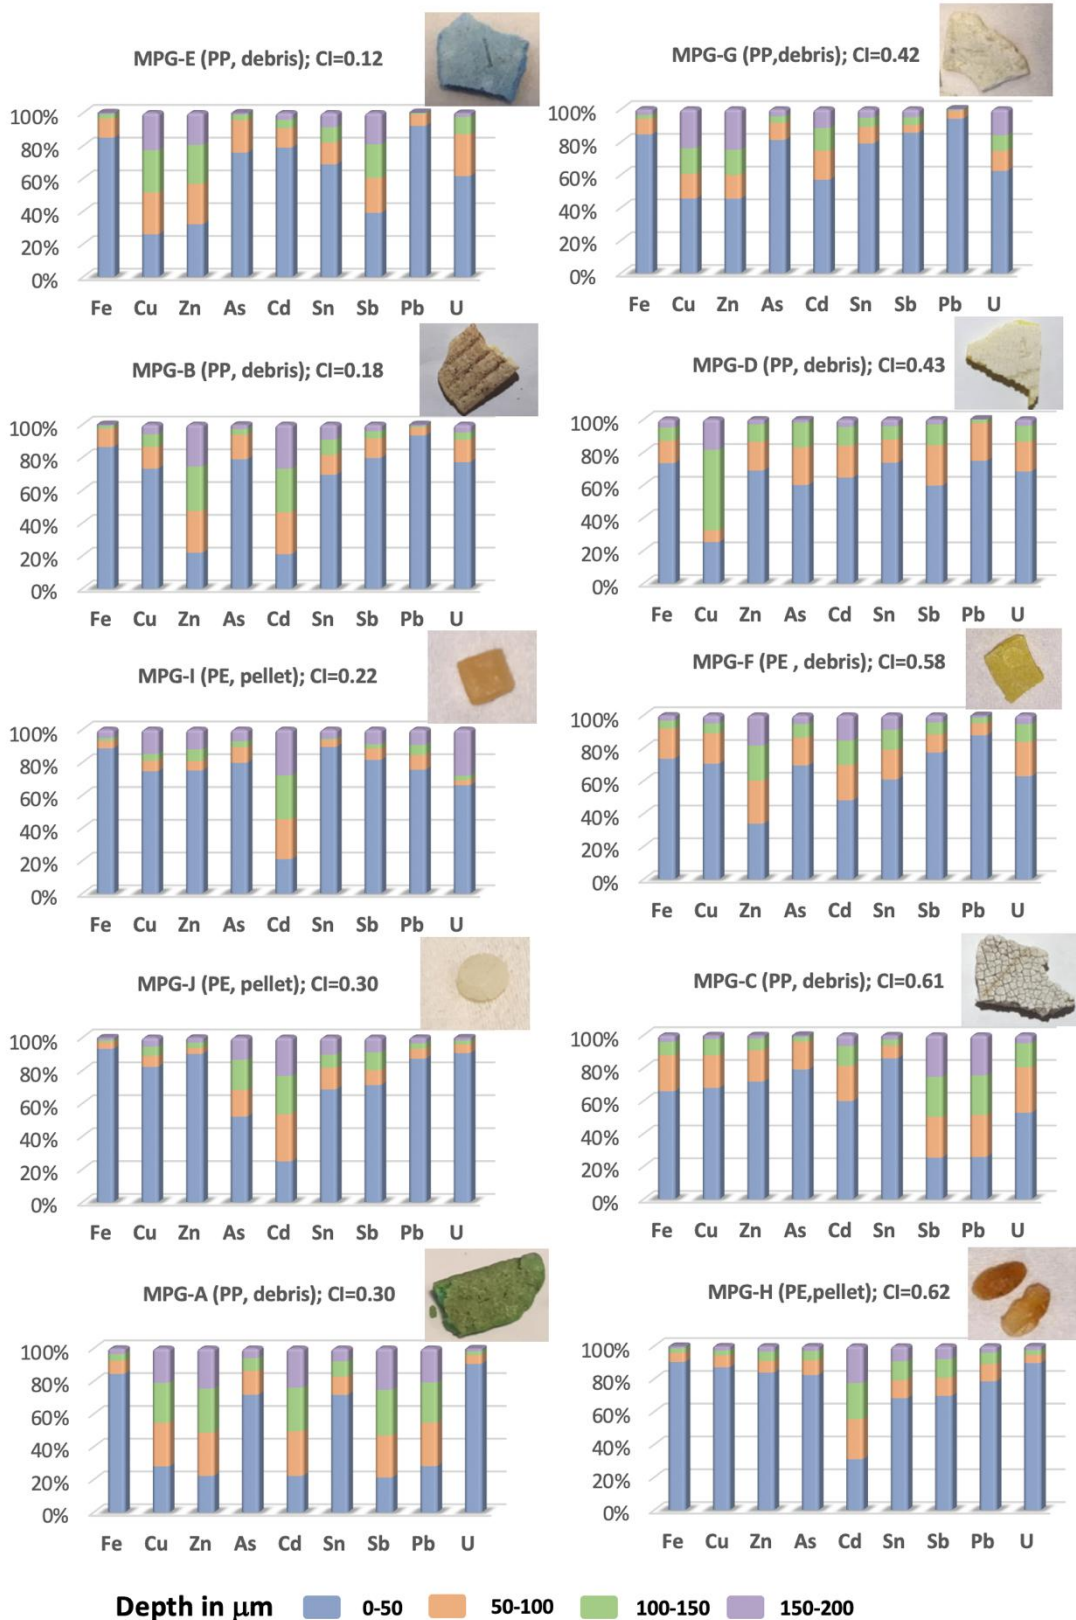 MPG-E (PP, debris); CI=0.12
100%
80%
60%
40%
20%
0%
Fe Cu Zn As Cd Sn Sb Pb U
MPG-G (PP,debris); CI=0.42
100%
80%
60%
40%
20%
0%
Fe Cu Zn As Cd Sn Sb Pb U
MPG-B (PP, debris); CI=0.18
100%
80%
60%
40%
20%
0%
Fe Cu Zn As Cd Sn Sb Pb U
MPG-D (PP, debris); CI=0.43
100%
80%
60%
40%
20%
0%
Fe Cu Zn As Cd Sn Sb Pb U
MPG-I (PE, pellet); CI=0.22
100%
80%
60%
40%
20%
0%
Fe Cu Zn As Cd Sn Sb Pb U
MPG-F (PE , debris); CI=0.58
100%
80%
60%
40%
20%
0%
Fe Cu Zn As Cd Sn Sb Pb U
MPG-J (PE, pellet); CI=0.30
100%
80%
60%
40%
20%
0%
Fe Cu Zn As Cd Sn Sb Pb U
MPG-C (PP, debris); CI=0.61
100%
80%
60%
40%
20%
0%
Fe Cu Zn As Cd Sn Sb Pb U
MPG-A (PP, debris); CI=0.30
100%
80%
60%
40%
20%
0%
Fe Cu Zn As Cd Sn Sb Pb U
MPG-H (PE,pellet); CI=0.62
100%
80%
60%
40%
20%
0%
Fe Cu Zn As Cd Sn Sb Pb U
Depth in μm 0-50 50-100 100-150 150-200